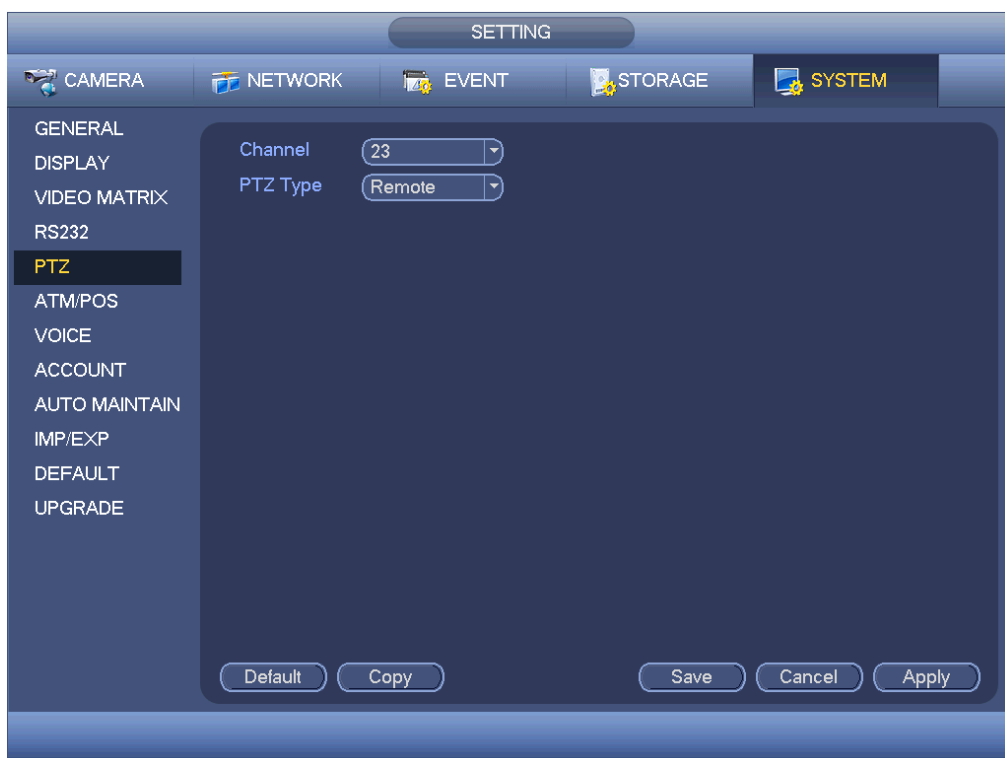 SETTING
CAMERA NETWORK EVENT STORAGE SYSTEM
GENERAL
DISPLAY
VIDEO MATRIX
RS232
PTZ
ATM/POS
VOICE
ACCOUNT
AUTO MAINTAIN
IMP/EXP
DEFAULT
UPGRADE
Channel 23
PTZ Type Remote
Default Copy Save Cancel Apply